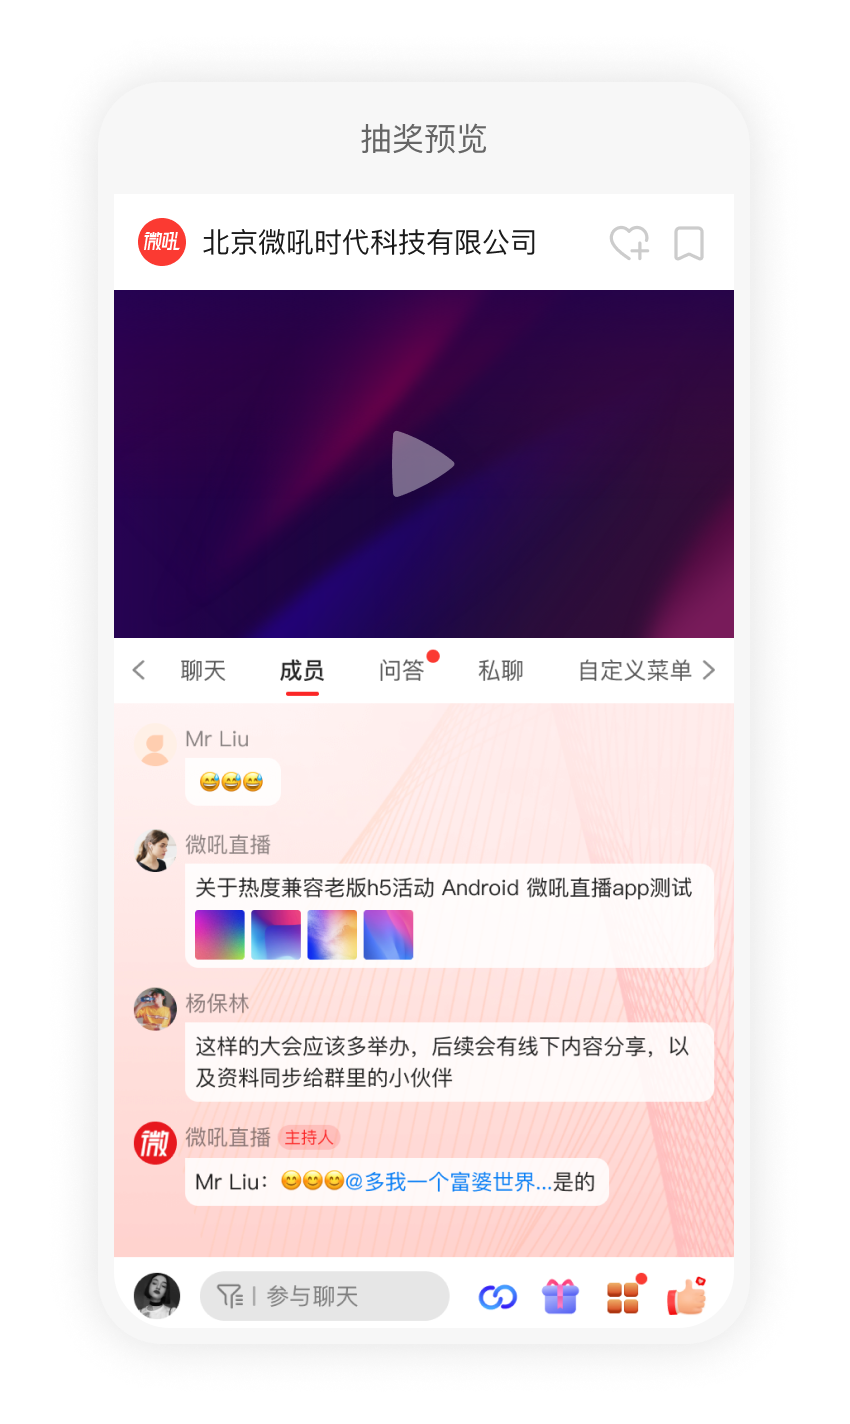 抽奖预览
微吼
北京微吼时代科技有限公司
聊天
成员
问答
私聊
自定义菜单
Mr Liu
😅😅😅
微吼直播
关于热度兼容老版h5活动 Android 微吼直播app测试
杨保林
这样的大会应该多举办，后续会有线下内容分享，以
及资料同步给群里的小伙伴
微
微吼直播 主持人
Mr Liu：😊😊😊@多我一个富婆世界...是的
参与聊天